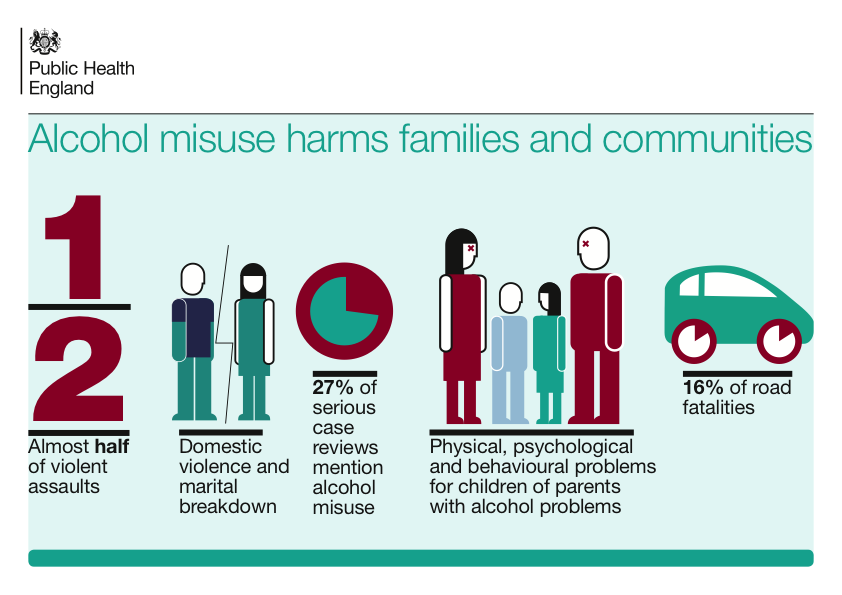 Public Health
England
Alcohol misuse harms families and communities
1
2
Almost half
of violent
assaults
Domestic
violence and
marital
breakdown
27% of
serious
case
reviews
mention
alcohol
misuse
Physical, psychological
and behavioural problems
for children of parents
with alcohol problems
16% of road
fatalities